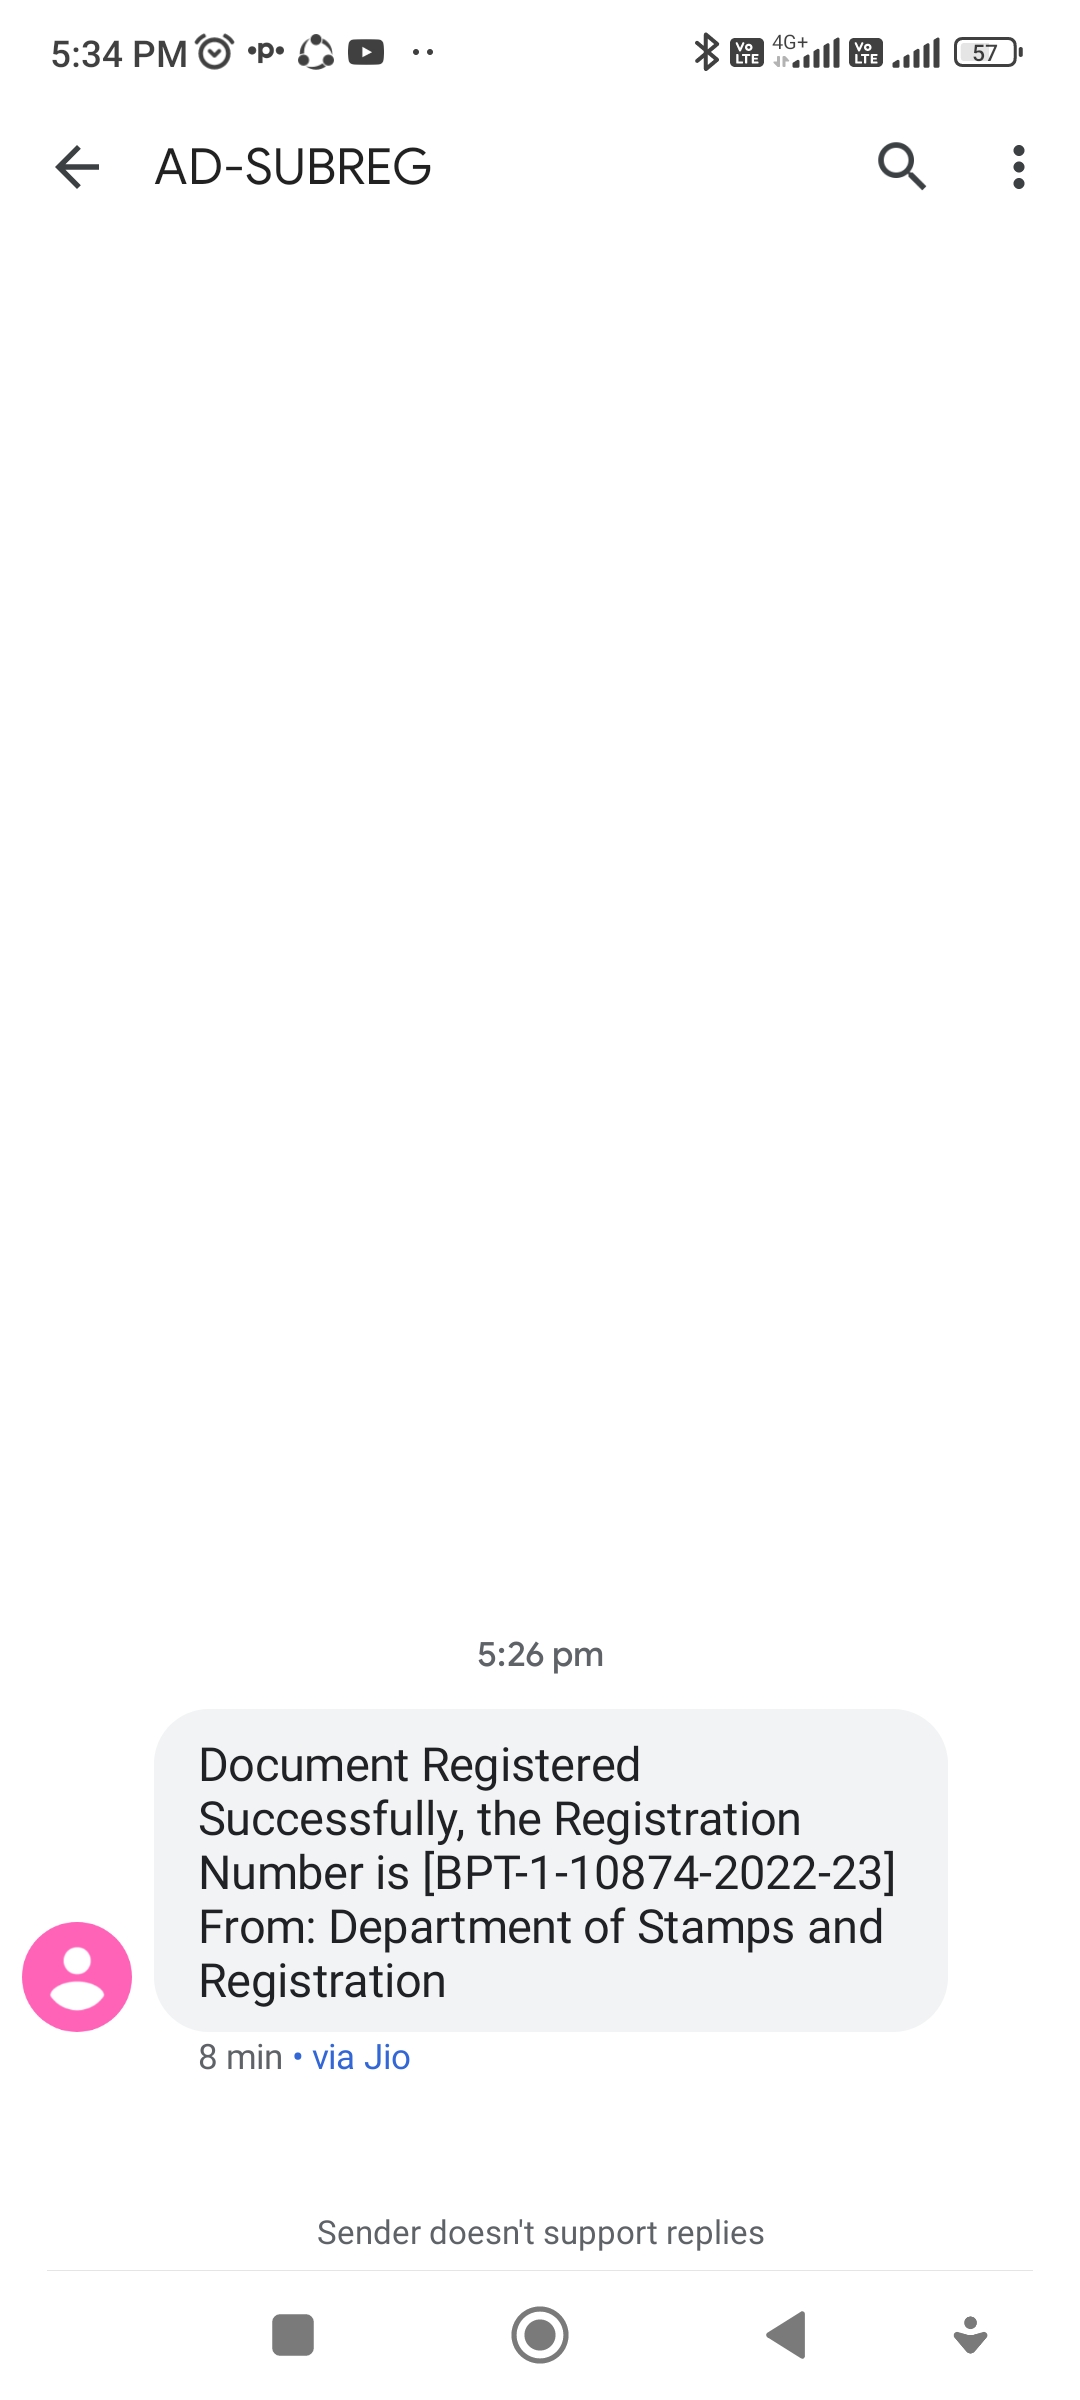 5:34 PM
4G+
Vo LTE
Vo LTE
57
AD-SUBREG
5:26 pm
Document Registered
Successfully, the Registration
Number is [BPT-1-10874-2022-23]
From: Department of Stamps and
Registration
8 min • via Jio
Sender doesn't support replies